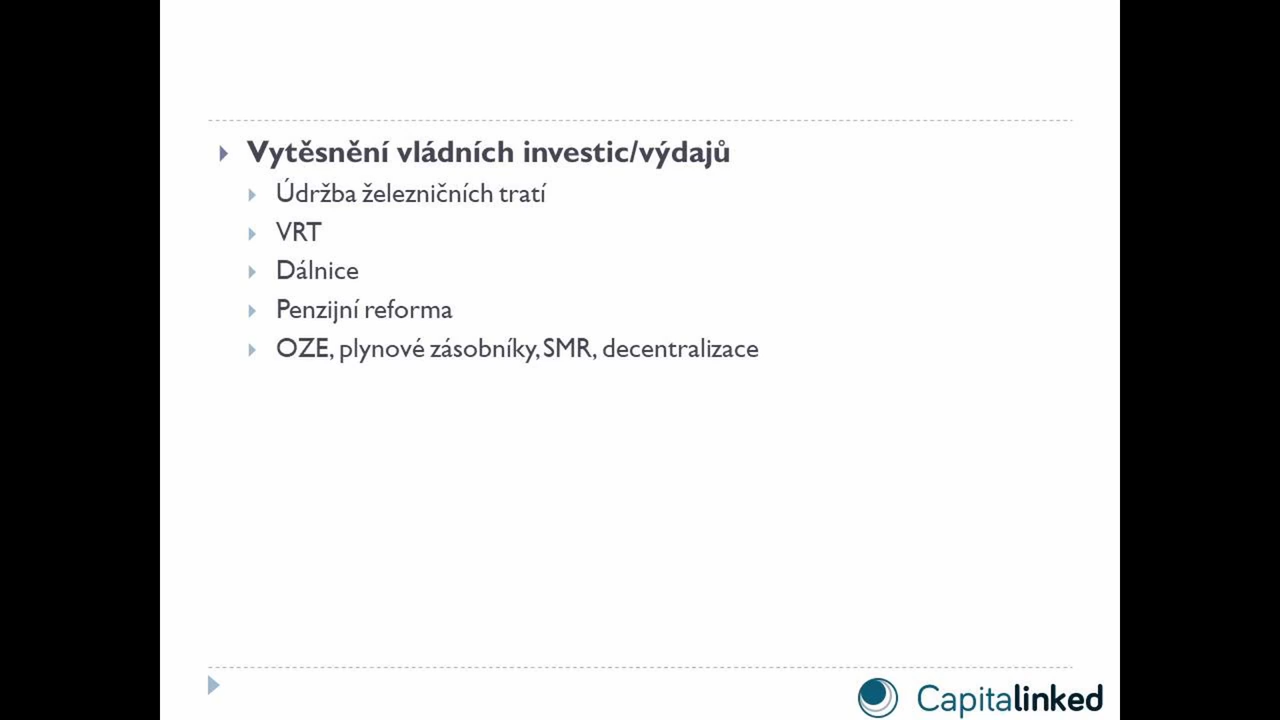 Vytěsnění vládních investic/výdajů
Údržba železničních tratí
VRT
Dálnice
Penzijní reforma
OZE, plynové zásobníky, SMR, decentralizace
Capitalinked